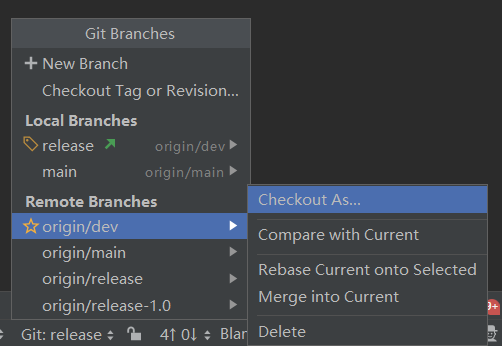 Git Branches
New Branch
Checkout Tag or Revision...
Local Branches
release origin/dev
main origin/main
Remote Branches
origin/dev
origin/main
origin/release
origin/release-1.0
Checkout As...
Compare with Current
Rebase Current onto Selected
Merge into Current
Delete
9+
Git: release 4↑ 0↓ Blar